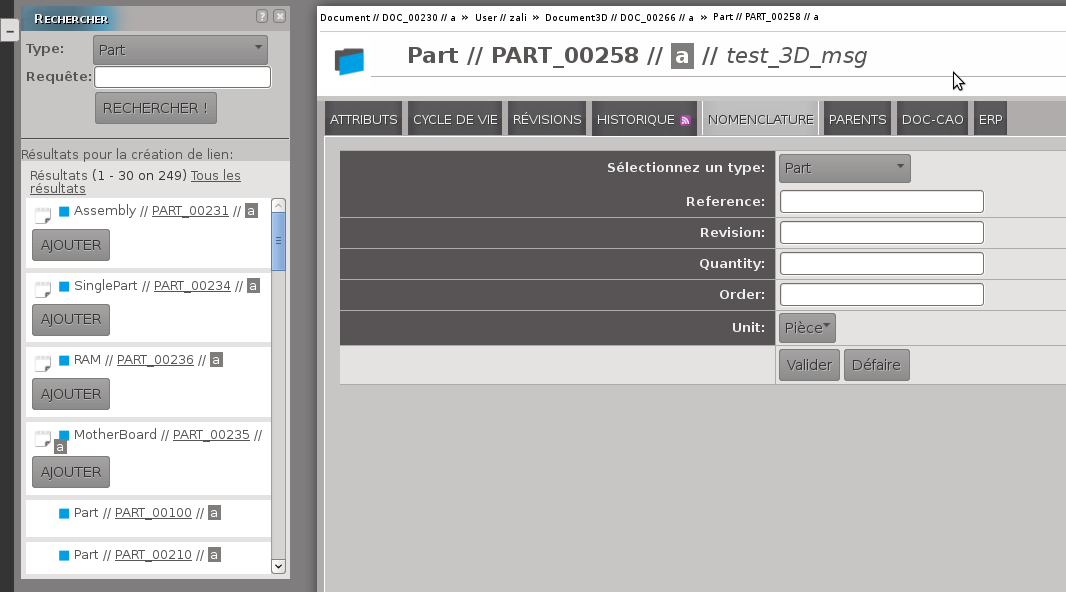 Rechercher
?
Type: Part
Requête:
RECHERCHER !
Résultats pour la création de lien:
Résultats (1 - 30 on 249) Tous les
résultats
Assembly // PART_00231 // a
AJOUTER
SinglePart // PART_00234 // a
AJOUTER
RAM // PART_00236 // a
AJOUTER
MotherBoard // PART_00235 //
a
AJOUTER
Part // PART_00100 // a
Part // PART_00210 // a
Document // DOC_00230 // a » User // zali » Document3D // DOC_00266 // a » Part // PART_00258 // a
Part // PART_00258 // a // test_3D_msg
ATTRIBUTS CYCLE DE VIE RÉVISIONS HISTORIQUE NOMENCLATURE PARENTS DOC-CAO ERP
Sélectionnez un type: Part
Reference:
Revision:
Quantity:
Order:
Unit: Pièce
Valider Défaire